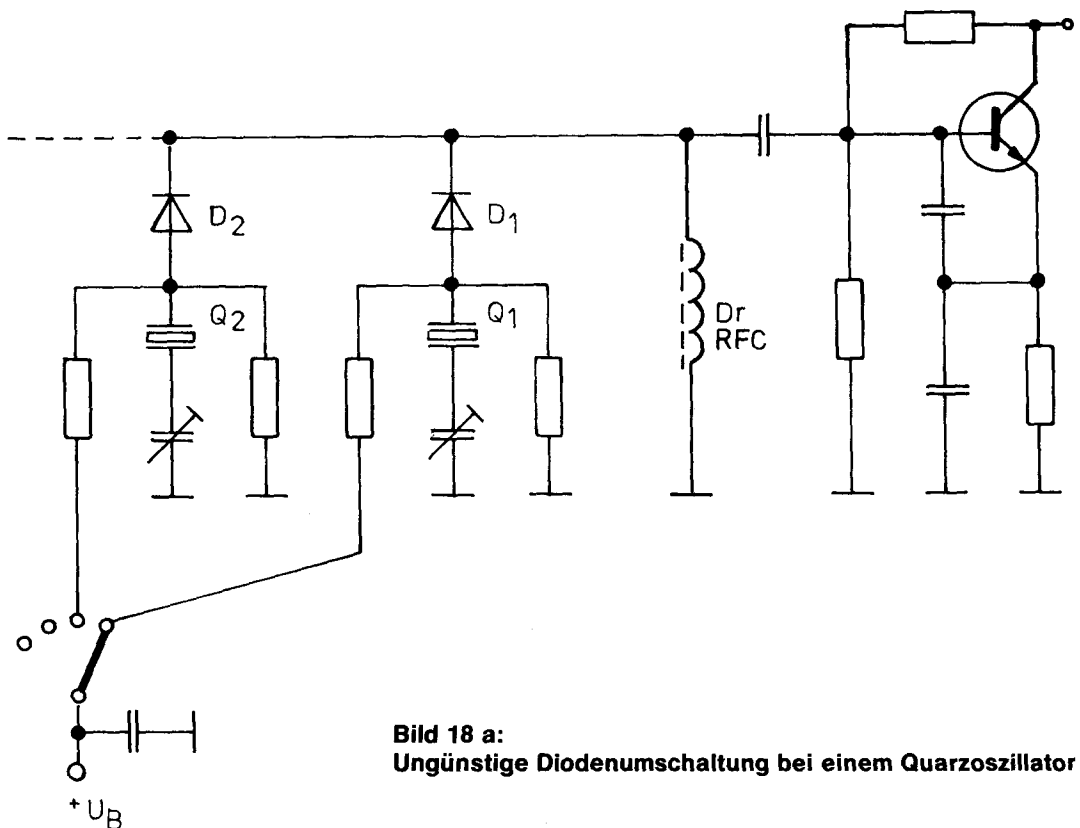 D2
D1
Q2
Q1
Dr
RFC
+UB
Bild 18 a:
Ungünstige Diodenumschaltung bei einem Quarzoszillator